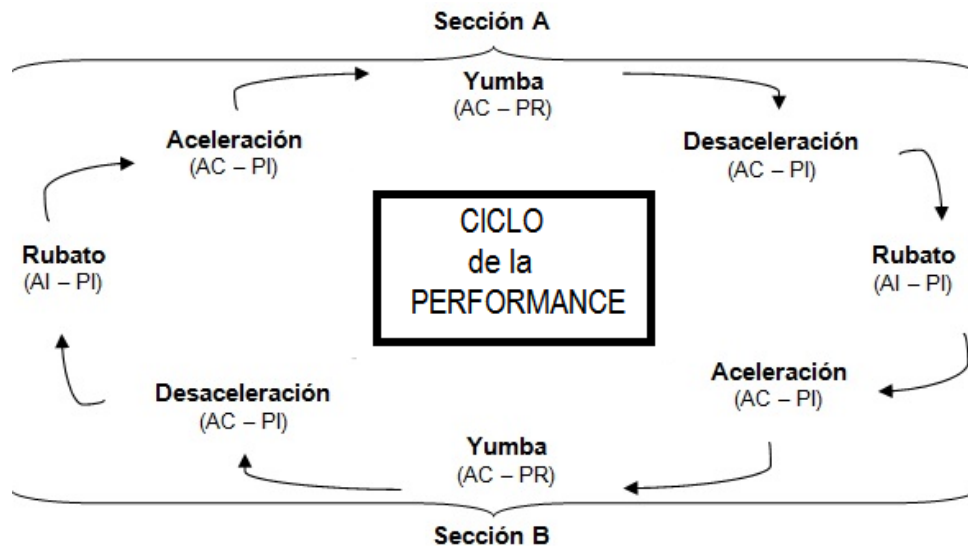 Sección A
Yumba
(AC – PR)
Aceleración
(AC – PI)
Desaceleración
(AC – PI)
Rubato
(AI – PI)
CICLO
de la
PERFORMANCE
Rubato
(AI – PI)
Desaceleración
(AC – PI)
Aceleración
(AC – PI)
Yumba
(AC – PR)
Sección B